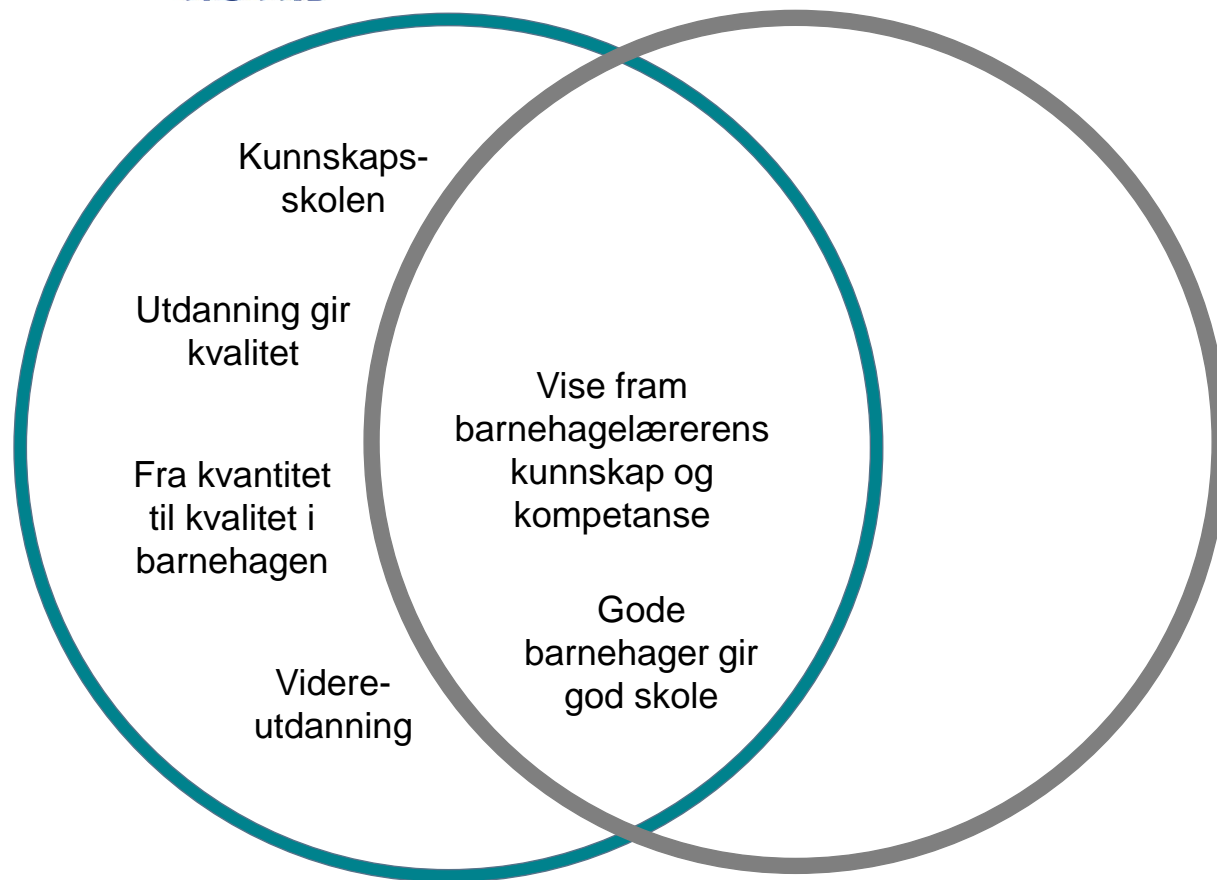 Kunnskaps-
skolen
Utdanning gir
kvalitet
Fra kvantitet
til kvalitet i
barnehagen
Videre-
utdanning
Vise fram
barnehagelærerens
kunnskap og
kompetanse
Gode
barnehager gir
god skole